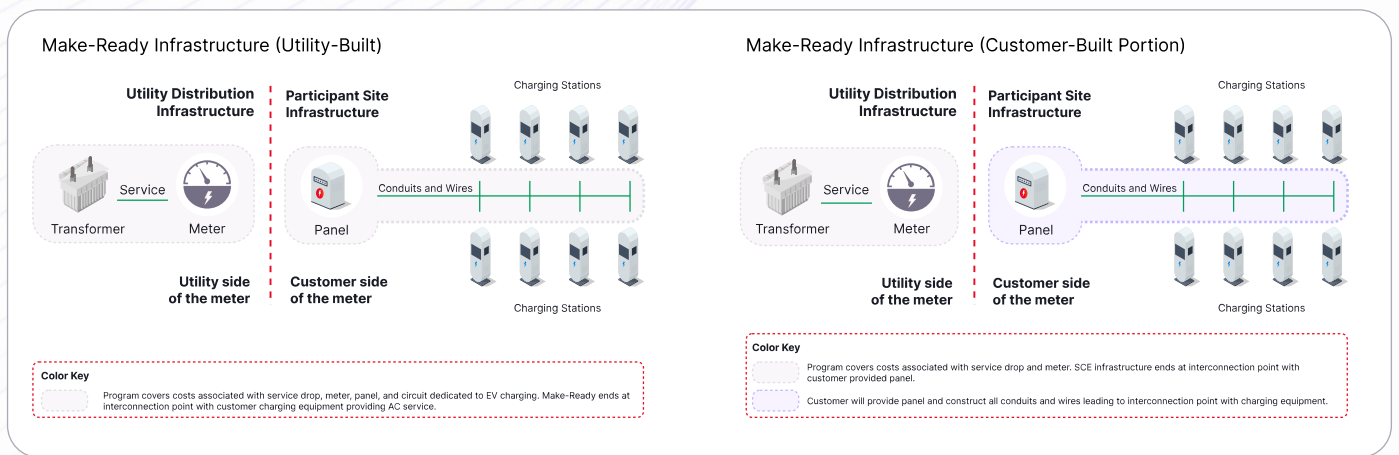 Make-Ready Infrastructure (Utility-Built)
Utility Distribution
Infrastructure
Participant Site
Infrastructure
Charging Stations
Service
Transformer
Meter
Panel
Conduits and Wires
Utility side
of the meter
Customer side
of the meter
Charging Stations
Color Key
Program covers costs associated with service drop, meter, panel, and circuit dedicated to EV charging. Make-Ready ends at
interconnection point with customer charging equipment providing AC service.
Make-Ready Infrastructure (Customer-Built Portion)
Utility Distribution
Infrastructure
Participant Site
Infrastructure
Charging Stations
Service
Transformer
Meter
Panel
Conduits and Wires
Utility side
of the meter
Customer side
of the meter
Charging Stations
Color Key
Program covers costs associated with service drop and meter. SCE infrastructure ends at interconnection point with
customer provided panel.
Customer will provide panel and construct all conduits and wires leading to interconnection point with charging equipment.